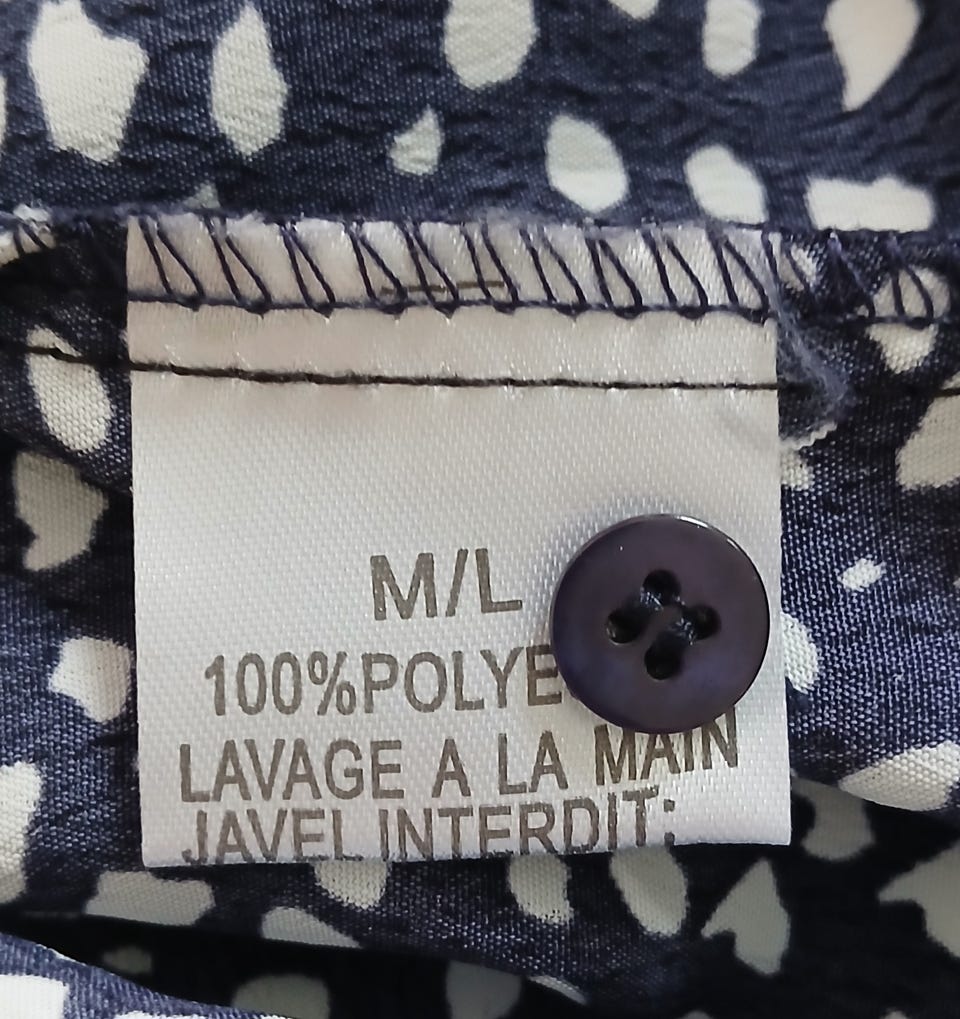 M/L
100%POLYE
LAVAGE A LA MAIN
JAVEL INTERDIT: